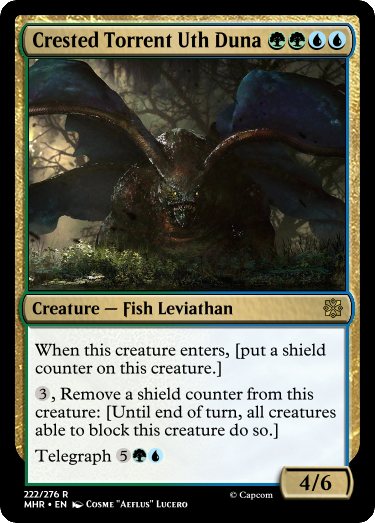 Crested Torrent Uth Duna
Creature — Fish Leviathan
When this creature enters, [put a shield
counter on this creature.]
3, Remove a shield counter from this
creature: [Until end of turn, all creatures
able to block this creature do so.]
Telegraph 5
4/6
222/276 R
MHR • EN Cosme "Aeflus" Lucero
© Capcom